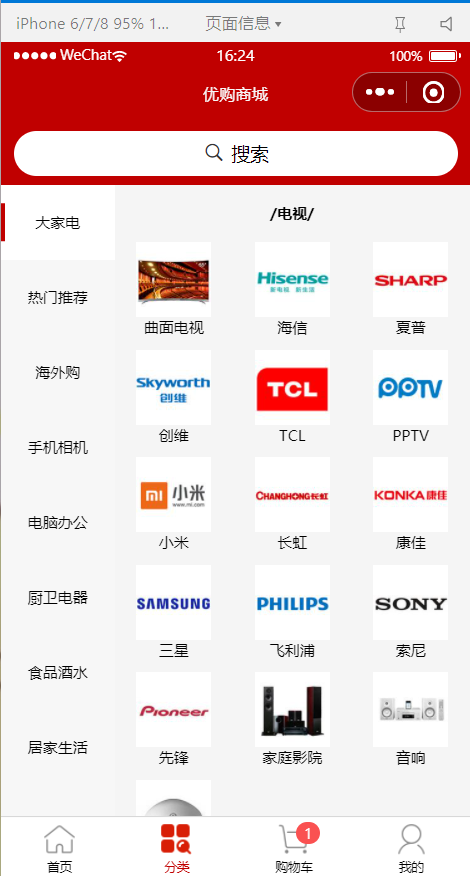 iPhone 6/7/8 95% 1... 页面信息
WeChat 16:24 100%
优购商城
搜索
大家电
热门推荐
海外购
手机相机
电脑办公
厨卫电器
食品酒水
居家生活
/电视/
曲面电视
Hisense
新电视 新生活
海信
SHARP
夏普
Skyworth
创维
创维
TCL
TCL
PPTV
PPTV
mi 小米
www.mi.com
小米
CHANGHONG长虹
长虹
KONKA康佳
康佳
SAMSUNG
三星
PHILIPS
飞利浦
SONY
索尼
Pioneer
先锋
家庭影院
音响
1
首页 分类 购物车 我的